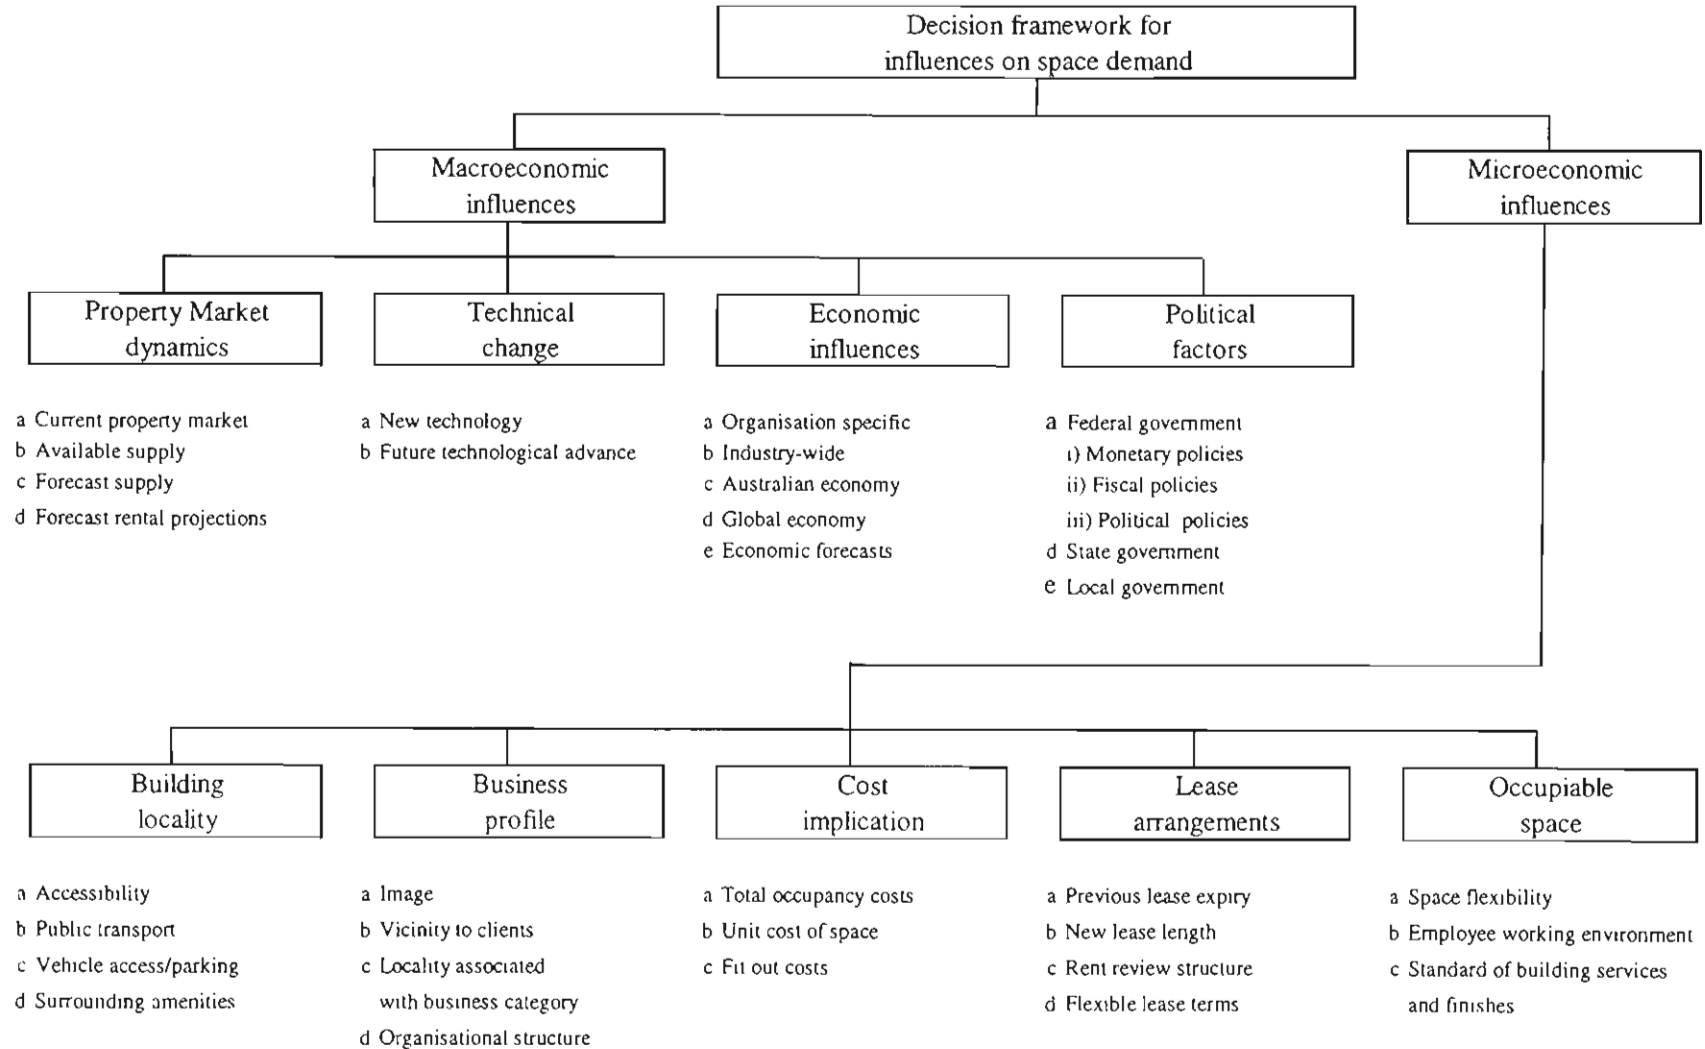 Decision framework for
influences on space demand
Macroeconomic
influences
Microeconomic
influences
Property Market
dynamics
Technical
change
Economic
influences
Political
factors
a Current property market
b Available supply
c Forecast supply
d Forecast rental projections
a New technology
b Future technological advance
a Organisation specific
b Industry-wide
c Australian economy
d Global economy
e Economic forecasts
a Federal government
i) Monetary policies
ii) Fiscal policies
iii) Political policies
d State government
e Local government
Building
locality
Business
profile
Cost
implication
Lease
arrangements
Occupiable
space
a Accessibility
b Public transport
c Vehicle access/parking
d Surrounding amenities
a Image
b Vicinity to clients
c Locality associated
with business category
d Organisational structure
a Total occupancy costs
b Unit cost of space
c Fit out costs
a Previous lease expiry
b New lease length
c Rent review structure
d Flexible lease terms
a Space flexibility
b Employee working environment
c Standard of building services
and finishes